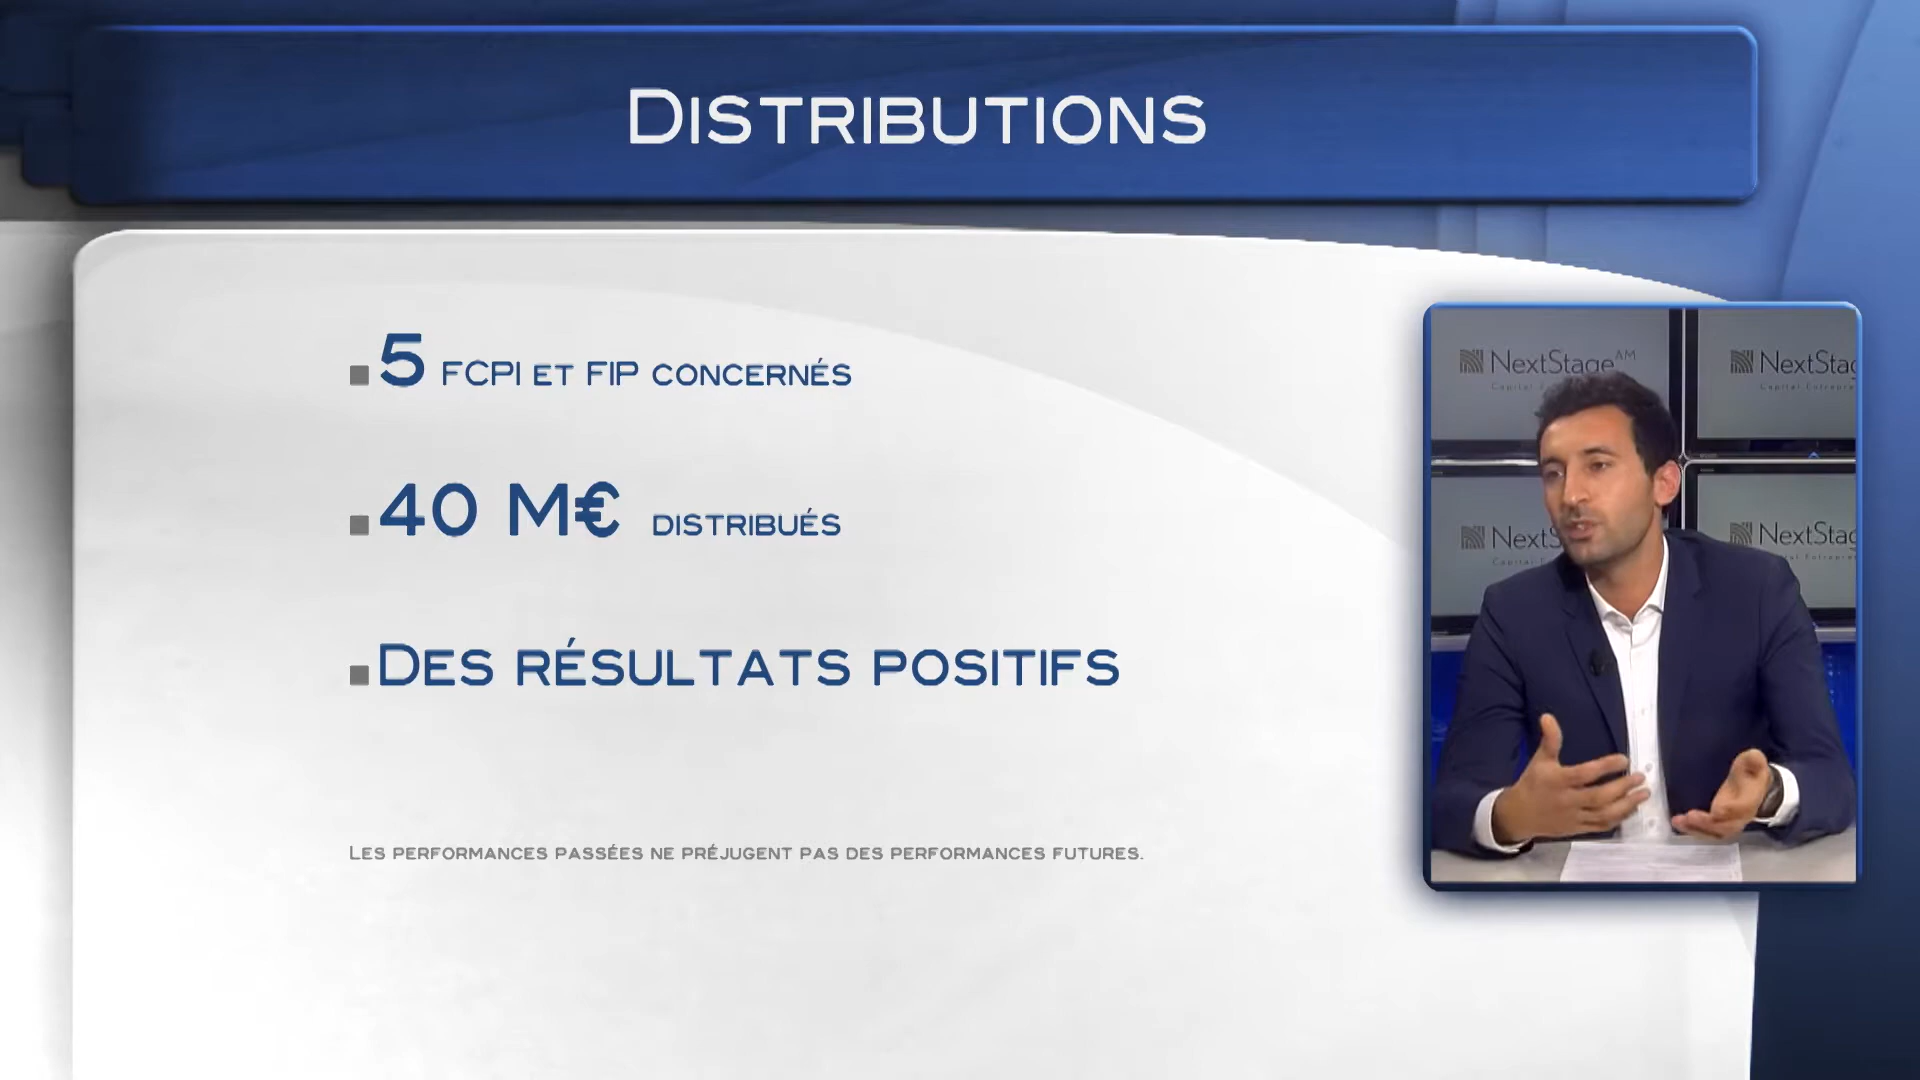 DISTRIBUTIONS
5 FCPI ET FIP CONCERNÉS
40 M€ DISTRIBUÉS
DES RÉSULTATS POSITIFS
LES PERFORMANCES PASSÉES NE PRÉJUGENT PAS DES PERFORMANCES FUTURES.
NextStage AM
NextStag
NextS
NextStag